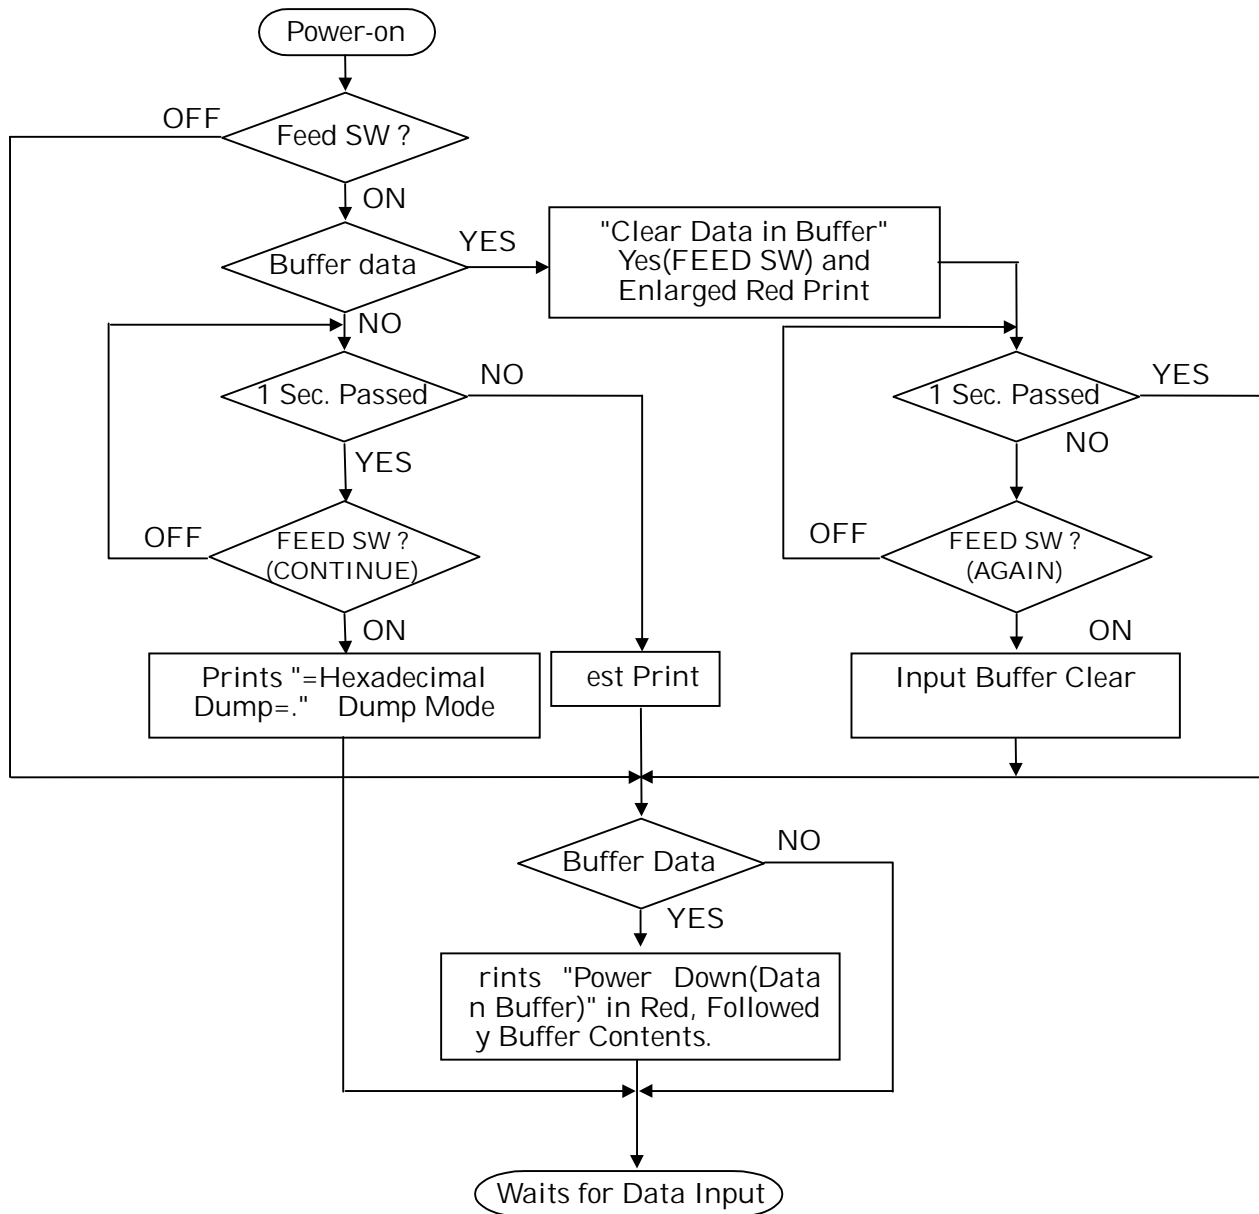 Power-on
OFF
Feed SW ?
ON
Buffer data
YES
"Clear Data in Buffer"
Yes(FEED SW) and
Enlarged Red Print
NO
1 Sec. Passed
NO
1 Sec. Passed
YES
YES
NO
OFF
FEED SW ?
(CONTINUE)
OFF
FEED SW ?
(AGAIN)
ON
ON
Prints "=Hexadecimal
Dump=." Dump Mode
est Print
Input Buffer Clear
Buffer Data
NO
YES
rints "Power Down(Data
n Buffer)" in Red, Followed
y Buffer Contents.
Waits for Data Input